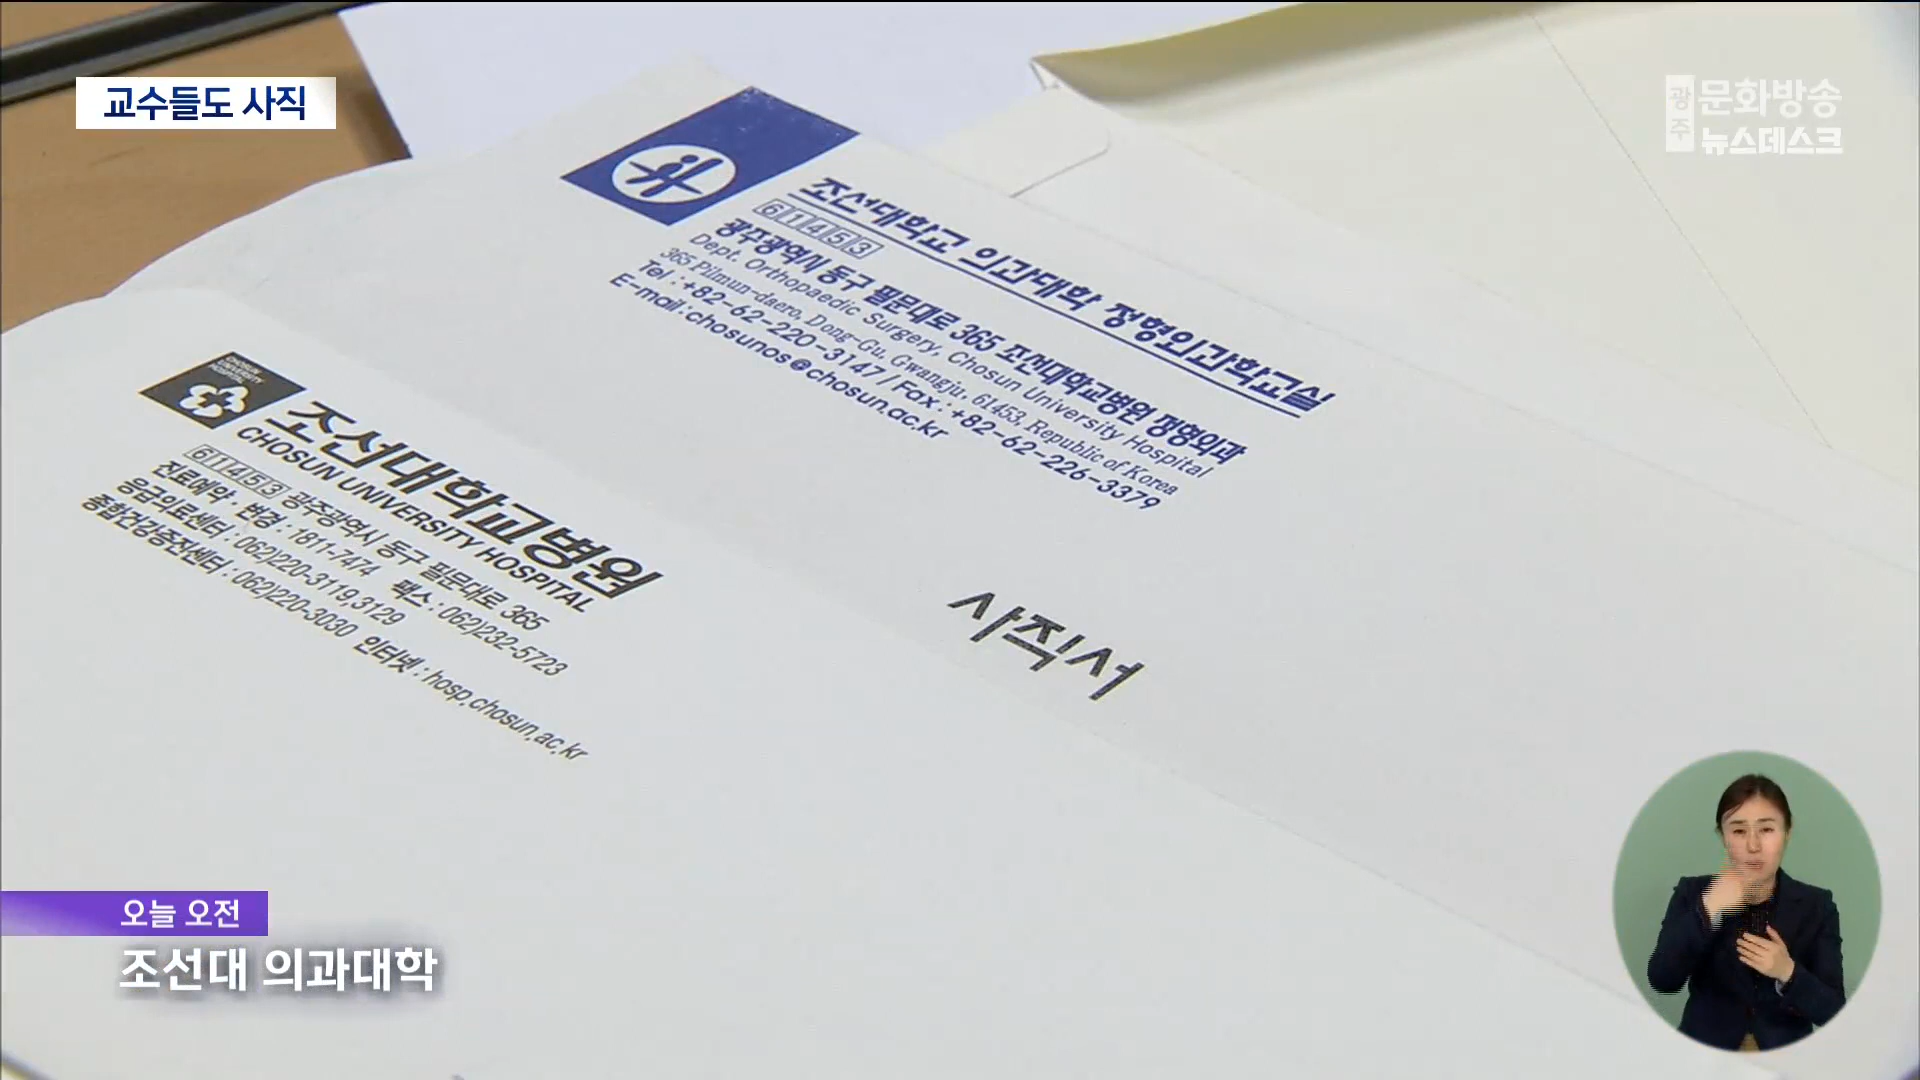 교수들도 사직
광주
문화방송
뉴스데스크
조선대학교 의과대학 정형외과학교실
61453
광주광역시 동구 필문대로 365 조선대학교병원 정형외과
Dept. Orthopaedic Surgery, Chosun University Hospital
365 Pilmun-daero, Dong-Gu, Gwangju, 61453, Republic of Korea
Tel : +82-62-220-3147 / Fax : +82-62-226-3379
E-mail : chosunos@chosun.ac.kr
CHOSUN
UNIVERSITY
HOSPITAL
조선대학교병원
CHOSUN UNIVERSITY HOSPITAL
61453 광주광역시 동구 필문대로 365
진료예약·변경 : 1811-7474 팩스 : 062)232-5723
응급의료센터 : 062)220-3119,3129
종합건강증진센터 : 062)220-3030 인터넷 : hosp.chosun.ac.kr
사직서
오늘 오전
조선대 의과대학